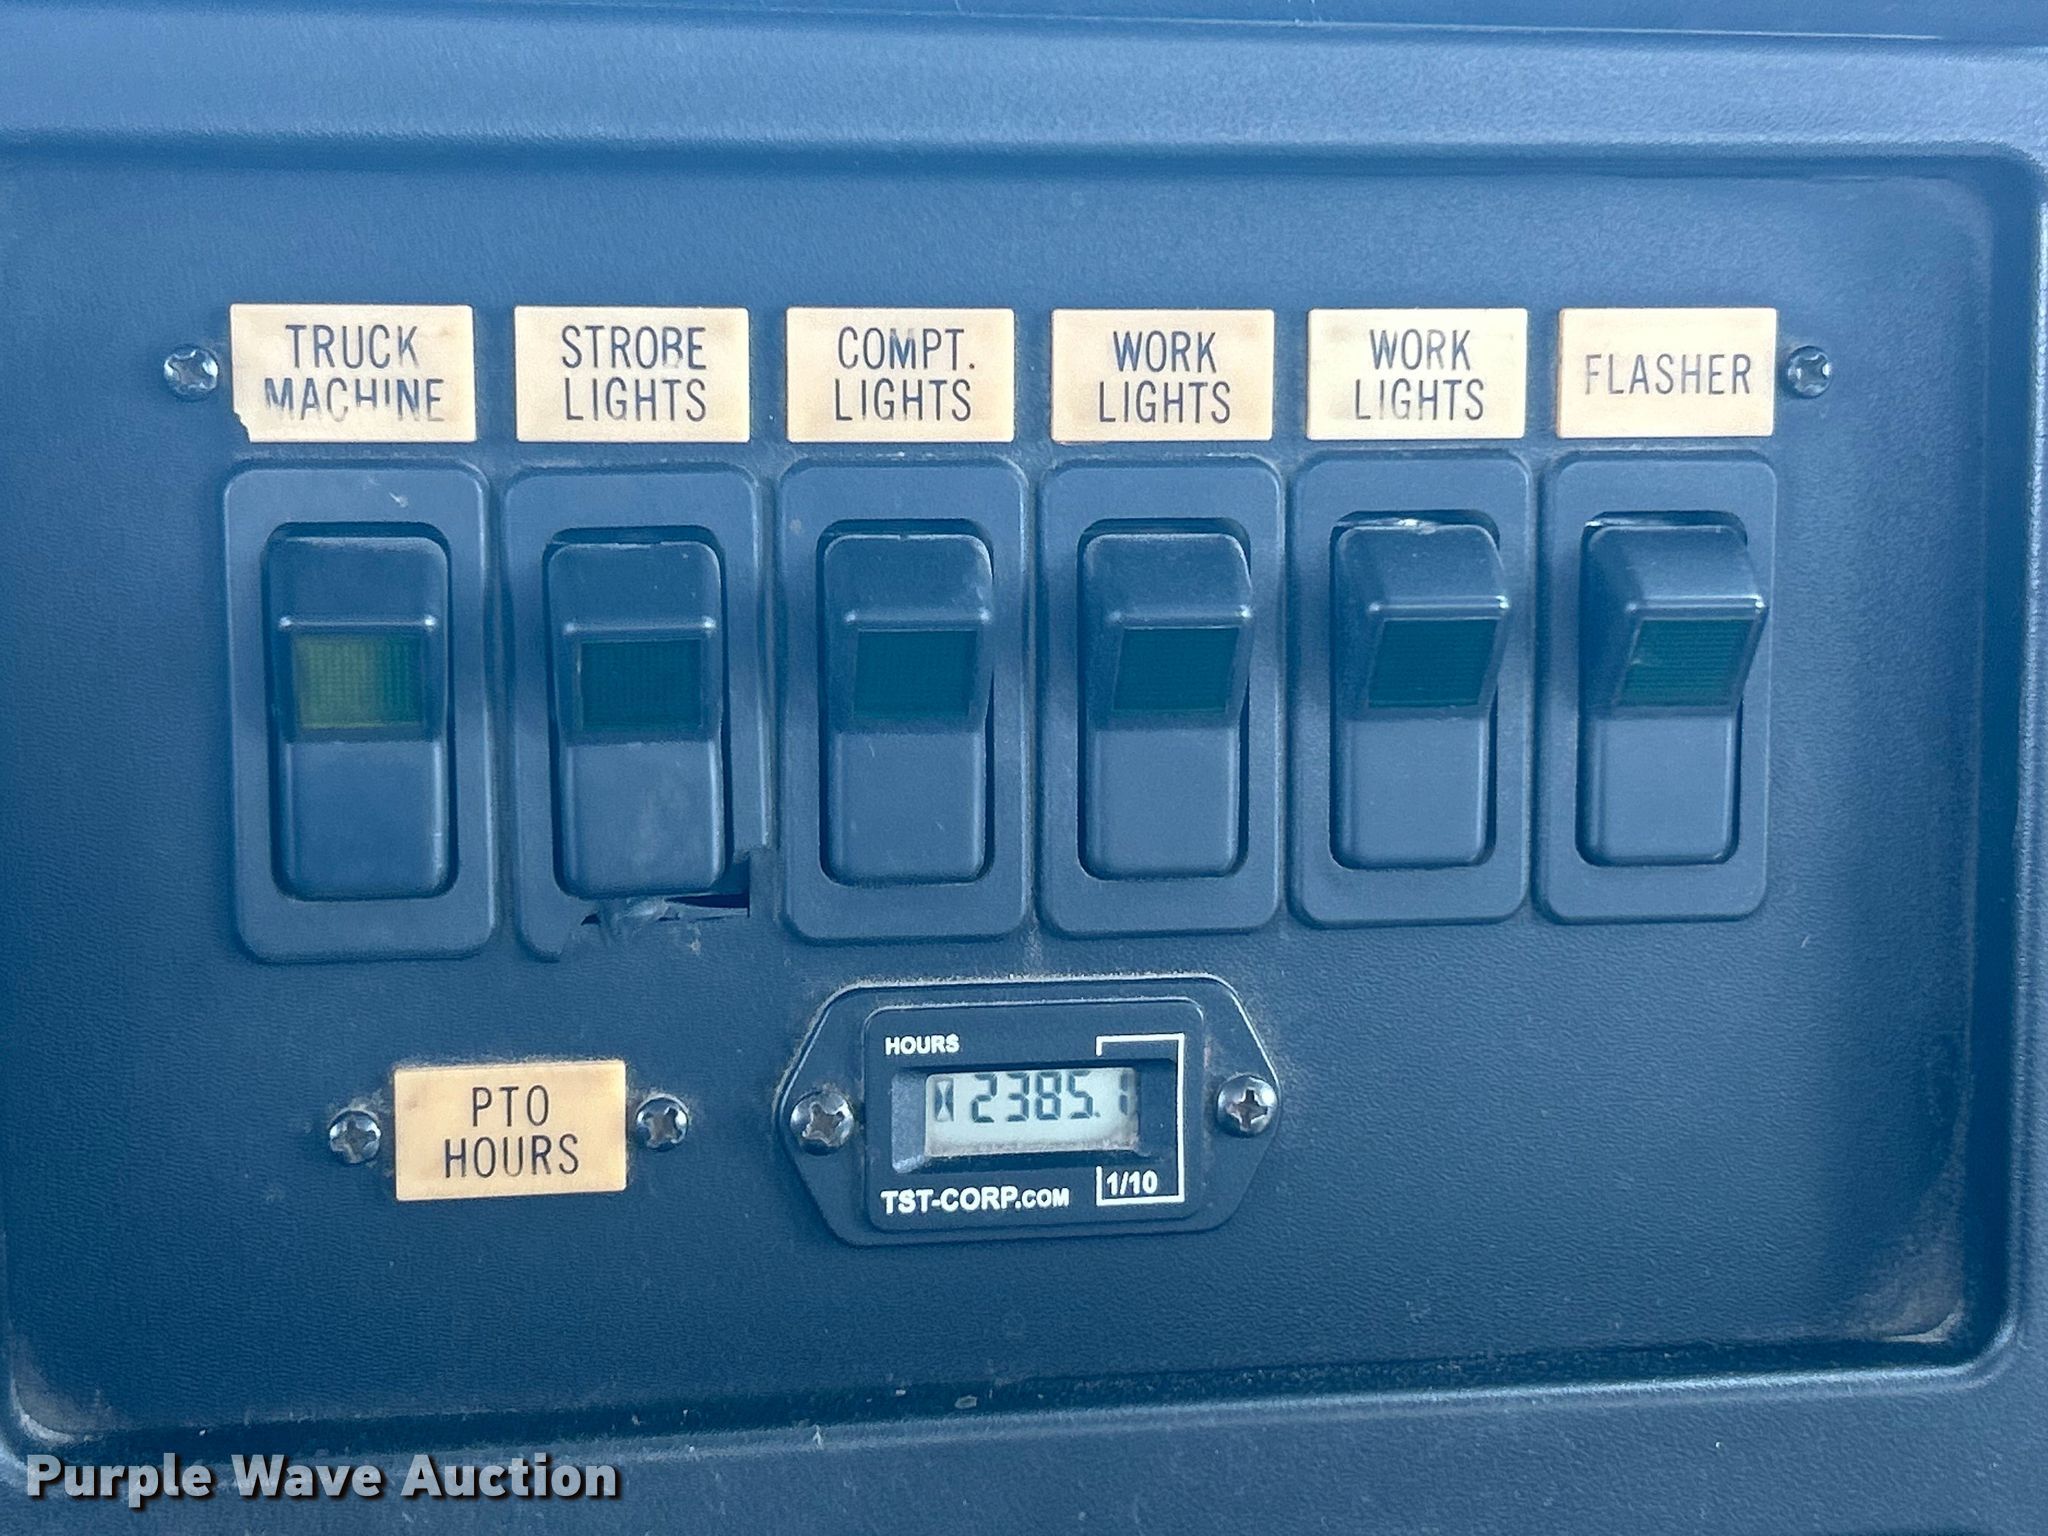 TRUCK
MACHINE
STROBE
LIGHTS
COMPT.
LIGHTS
WORK
LIGHTS
WORK
LIGHTS
FLASHER
PTO
HOURS
HOURS
2385.1
TST-CORP.COM
1/10
Purple Wave Auction